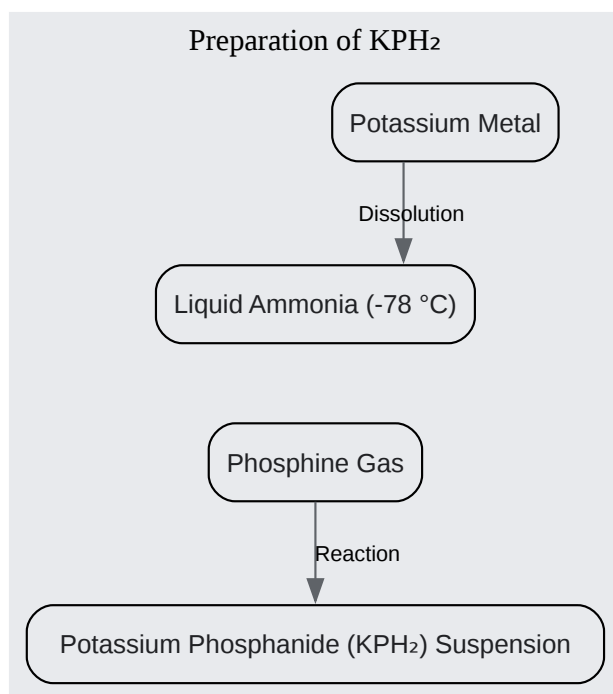 Preparation of KPH₂
Potassium Metal
Dissolution
Liquid Ammonia (-78 °C)
Phosphine Gas
Reaction
Potassium Phosphanide (KPH₂) Suspension